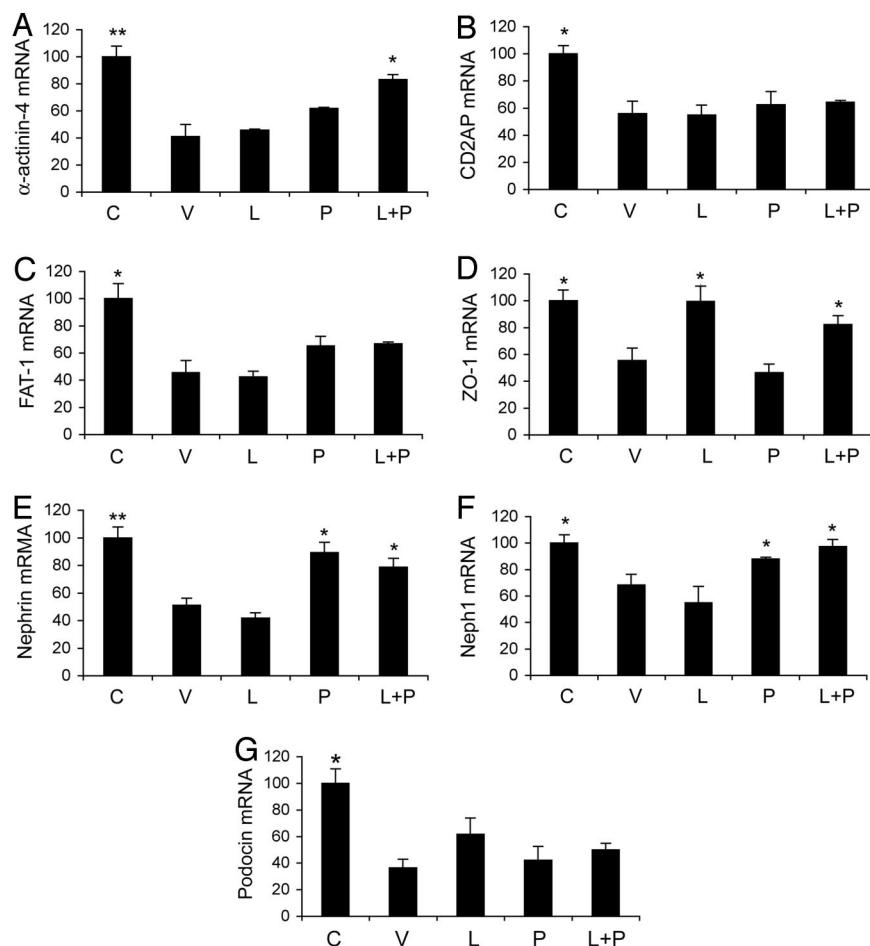 A
α-actinin-4 mRNA
120
100
80
60
40
20
0
** *
C V L P L+P
B
CD2AP mRNA
120
100
80
60
40
20
0
*
C V L P L+P
C
FAT-1 mRNA
120
100
80
60
40
20
0
*
C V L P L+P
D
ZO-1 mRNA
120
100
80
60
40
20
0
* * *
C V L P L+P
E
Nephrin mRMA
120
100
80
60
40
20
0
** * *
C V L P L+P
F
Neph1 mRNA
120
100
80
60
40
20
0
* * *
C V L P L+P
G
Podocin mRNA
120
100
80
60
40
20
0
*
C V L P L+P